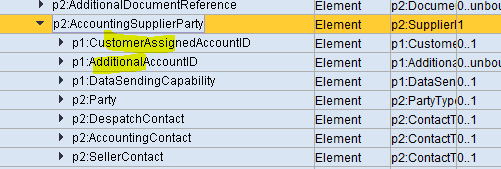 p2:AdditionalDocumentReference Element p2:Docume 0..unbou
p2:AccountingSupplierParty Element p2:Supplierl 1
p1:CustomerAssignedAccountID Element p1:Custome 0..1
p1:AdditionalAccountID Element p1:Additiona 0..unbou
p1:DataSendingCapability Element p1:DataSen 0..1
p2:Party Element p2:PartyType 0..1
p2:DespatchContact Element p2:ContactT 0..1
p2:AccountingContact Element p2:ContactT 0..1
p2:SellerContact Element p2:ContactT 0..1